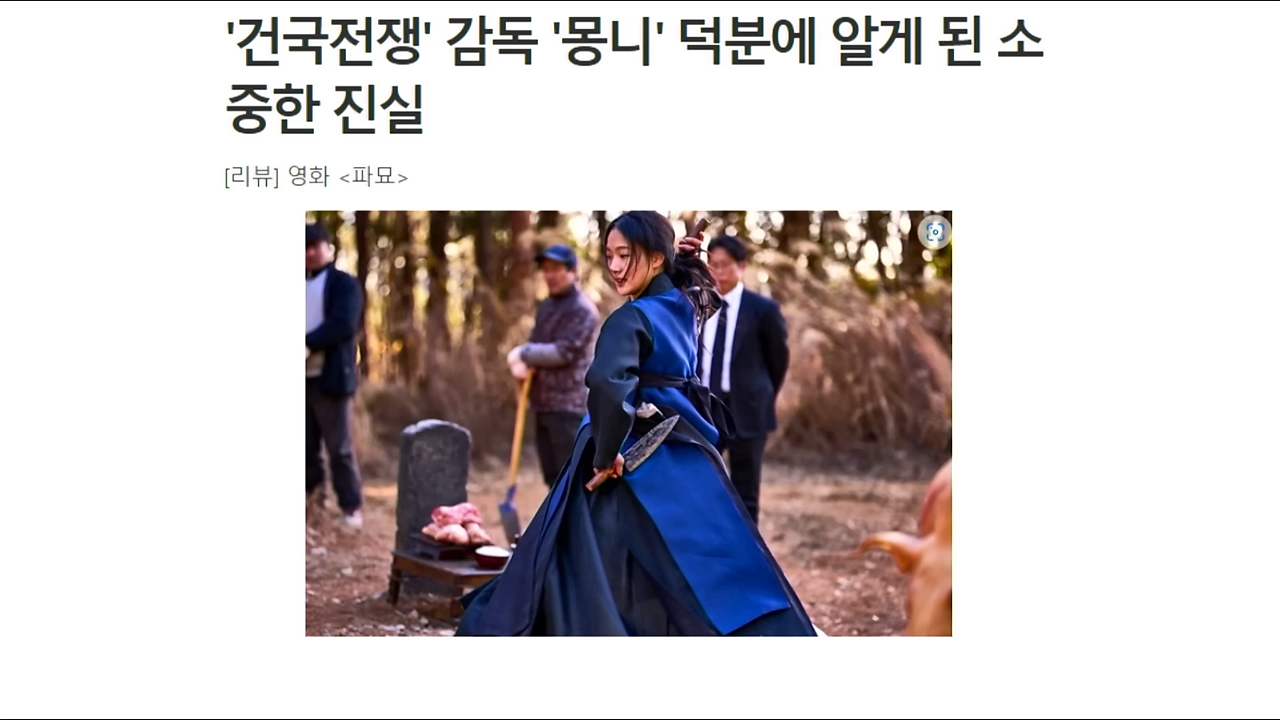 '건국전쟁' 감독 '몽니' 덕분에 알게 된 소
중한 진실
[리뷰] 영화 <파묘>